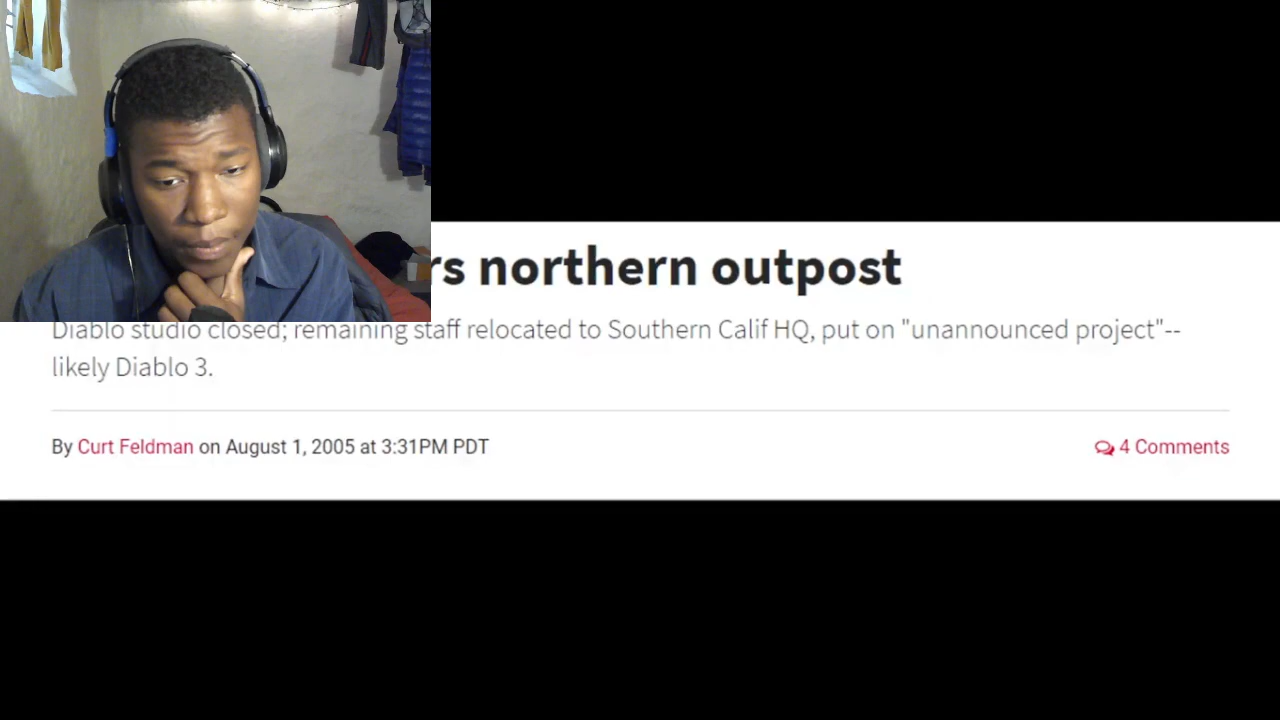 rs northern outpost
Diablo studio closed; remaining staff relocated to Southern Calif HQ, put on "unannounced project"--
likely Diablo 3.
By Curt Feldman on August 1, 2005 at 3:31PM PDT
4 Comments